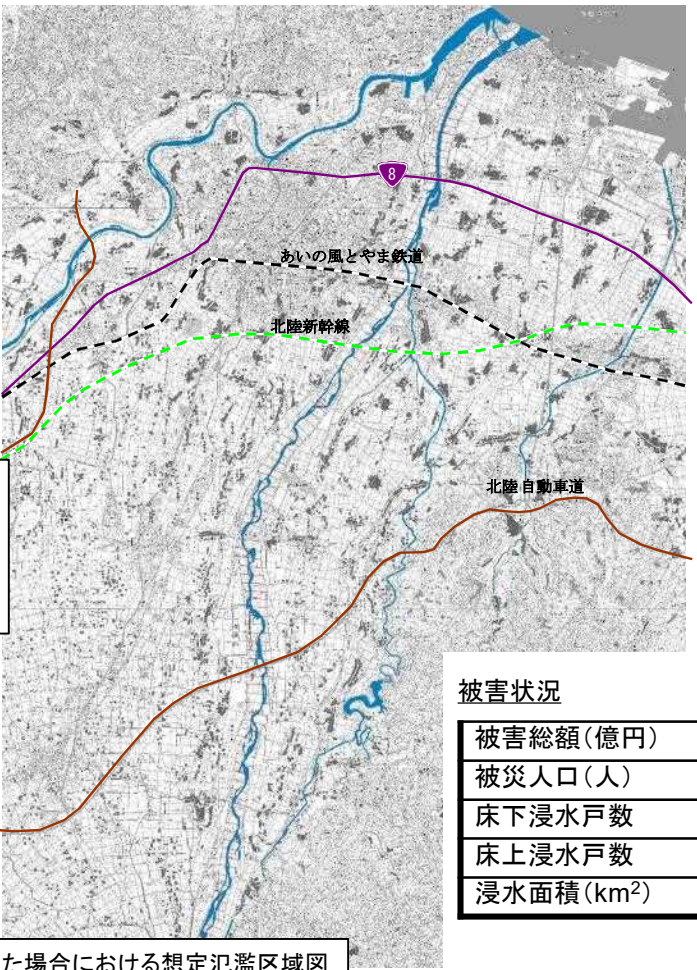 8
あいの風とやま鉄道
北陸新幹線
北陸自動車道
被害状況
被害総額(億円)
被災人口(人)
床下浸水戸数
床上浸水戸数
浸水面積(km²)
た場合における想定氾濫区域図